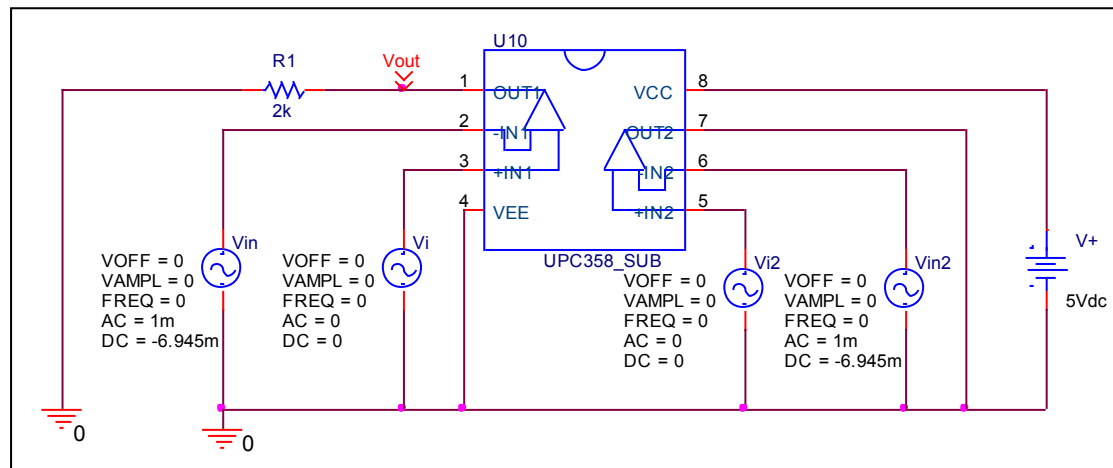 U10
R1
2k
Vout
1
OUT1
2
-IN1
3
+IN1
4
VEE
VCC
8
OUT2
7
-IN2
6
+IN2
5
UPC358_SUB
Vin
VOFF = 0
VAMPL = 0
FREQ = 0
AC = 1m
DC = -6.945m
Vi
VOFF = 0
VAMPL = 0
FREQ = 0
AC = 0
DC = 0
Vi2
VOFF = 0
VAMPL = 0
FREQ = 0
AC = 0
DC = 0
Vin2
VOFF = 0
VAMPL = 0
FREQ = 0
AC = 1m
DC = -6.945m
V+
5Vdc
0
0